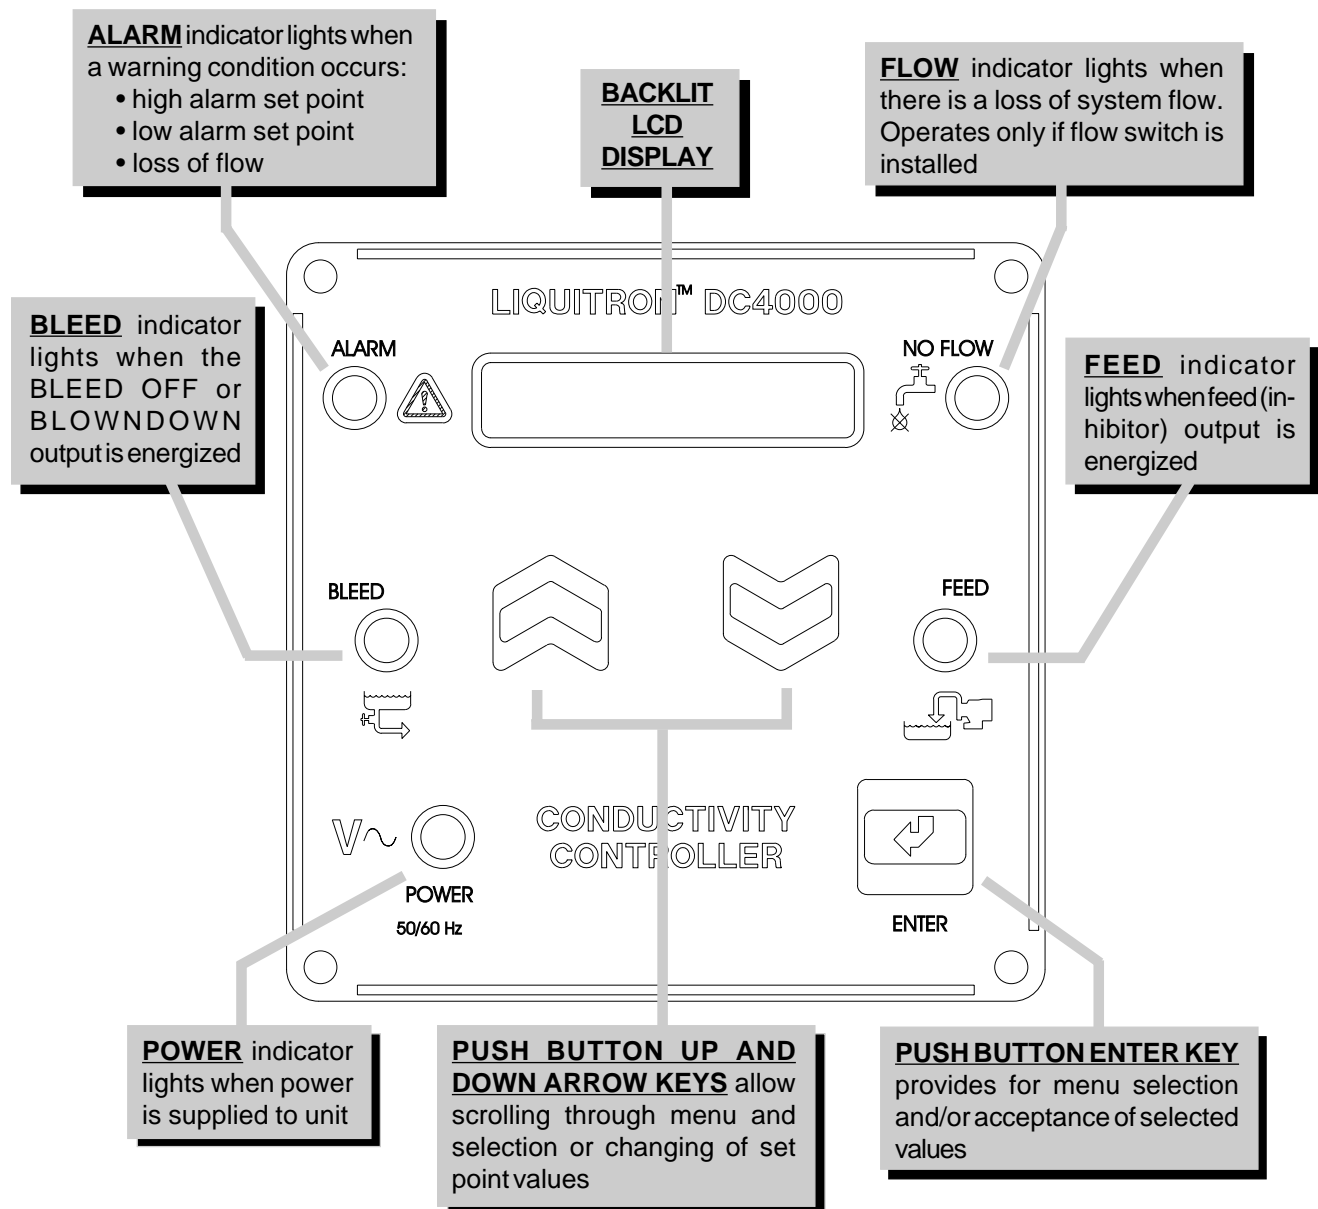 ALARM indicator lights when
a warning condition occurs:
• high alarm set point
• low alarm set point
• loss of flow
BACKLIT
LCD
DISPLAY
FLOW indicator lights when
there is a loss of system flow.
Operates only if flow switch is
installed
BLEED indicator
lights when the
BLEED OFF or
BLOWNDOWN
output is energized
FEED indicator
lights when feed (in-
hibitor) output is
energized
LIQUITRON™ DC4000
ALARM
NO FLOW
BLEED
FEED
V
CONDUCTIVITY
CONTROLLER
POWER
50/60 Hz
ENTER
POWER indicator
lights when power
is supplied to unit
PUSH BUTTON UP AND
DOWN ARROW KEYS allow
scrolling through menu and
selection or changing of set
point values
PUSH BUTTON ENTER KEY
provides for menu selection
and/or acceptance of selected
values